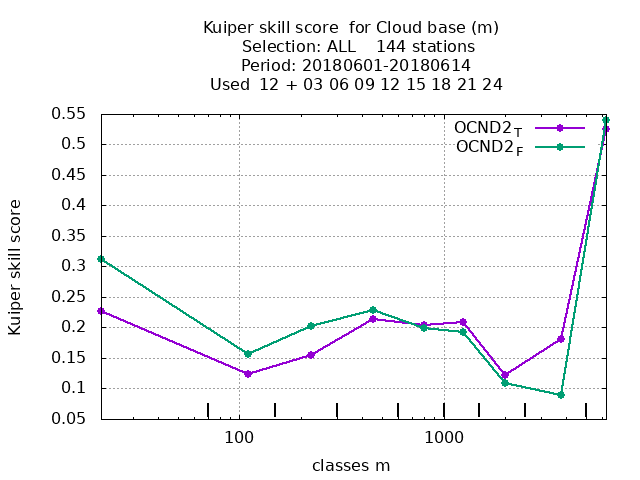 Kuiper skill score  for Cloud base (m)
Selection: ALL    144 stations
Period: 20180601-20180614
Used  12 + 03 06 09 12 15 18 21 24
OCND2T
OCND2F
0.55
0.5
0.45
0.4
0.35
0.3
0.25
0.2
0.15
0.1
0.05
Kuiper skill score
100 1000
classes m